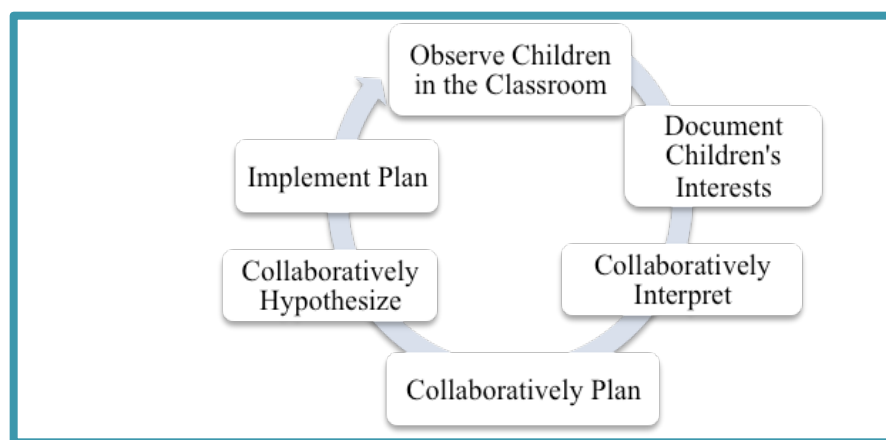 Observe Children
in the Classroom
Document
Children's
Interests
Collaboratively
Interpret
Collaboratively Plan
Collaboratively
Hypothesize
Implement Plan